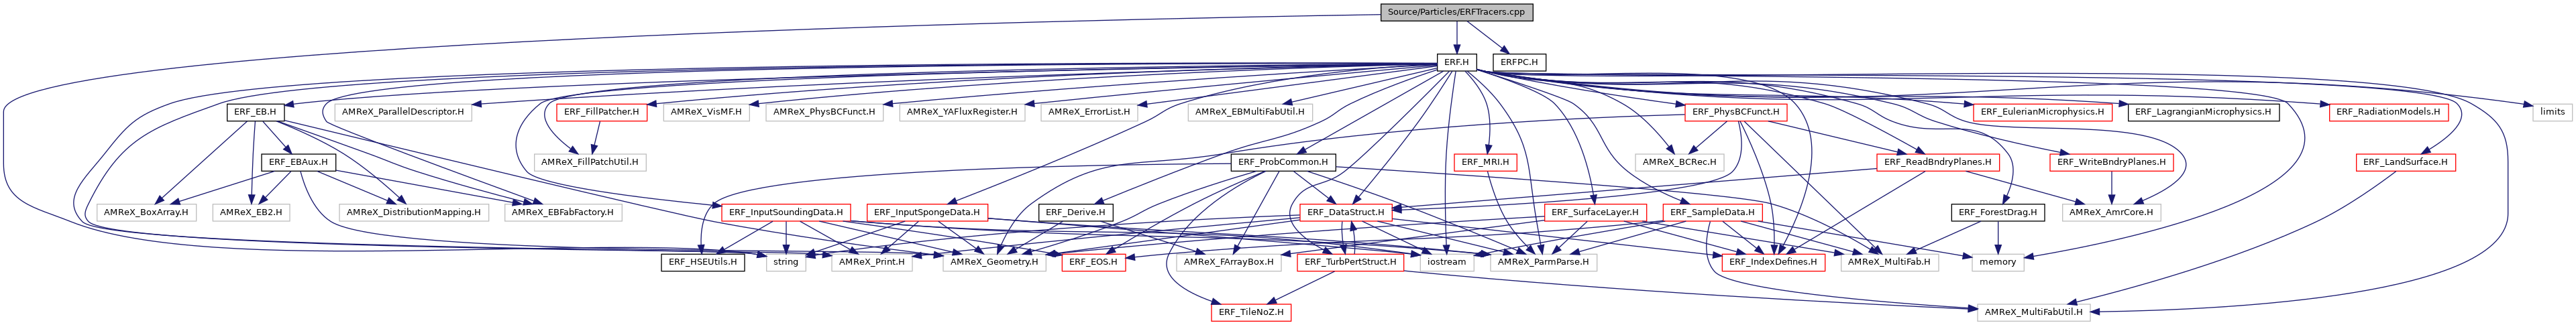 Source/Particles/ERFTracers.cpp
ERF.H
ERFPC.H
ERF_EB.H
AMReX_ParallelDescriptor.H
ERF_FillPatcher.H
AMReX_VisMF.H
AMReX_PhysBCFunct.H
AMReX_YAFluxRegister.H
AMReX_ErrorList.H
AMReX_EBMultiFabUtil.H
ERF_PhysBCFunct.H
ERF_EulerianMicrophysics.H
ERF_LagrangianMicrophysics.H
ERF_RadiationModels.H
limits
ERF_EBAux.H
AMReX_FillPatchUtil.H
ERF_ProbCommon.H
ERF_MRI.H
AMReX_BCRec.H
ERF_ReadBndryPlanes.H
ERF_WriteBndryPlanes.H
ERF_LandSurface.H
AMReX_BoxArray.H
AMReX_EB2.H
AMReX_DistributionMapping.H
AMReX_EBFabFactory.H
ERF_InputSoundingData.H
ERF_InputSpongeData.H
ERF_Derive.H
ERF_DataStruct.H
ERF_SurfaceLayer.H
ERF_SampleData.H
ERF_ForestDrag.H
AMReX_AmrCore.H
ERF_HSEUtils.H
string
AMReX_Print.H
AMReX_Geometry.H
ERF_EOS.H
AMReX_FArrayBox.H
ERF_TurbPertStruct.H
iostream
AMReX_ParmParse.H
ERF_IndexDefines.H
AMReX_MultiFab.H
memory
ERF_TileNoZ.H
AMReX_MultiFabUtil.H